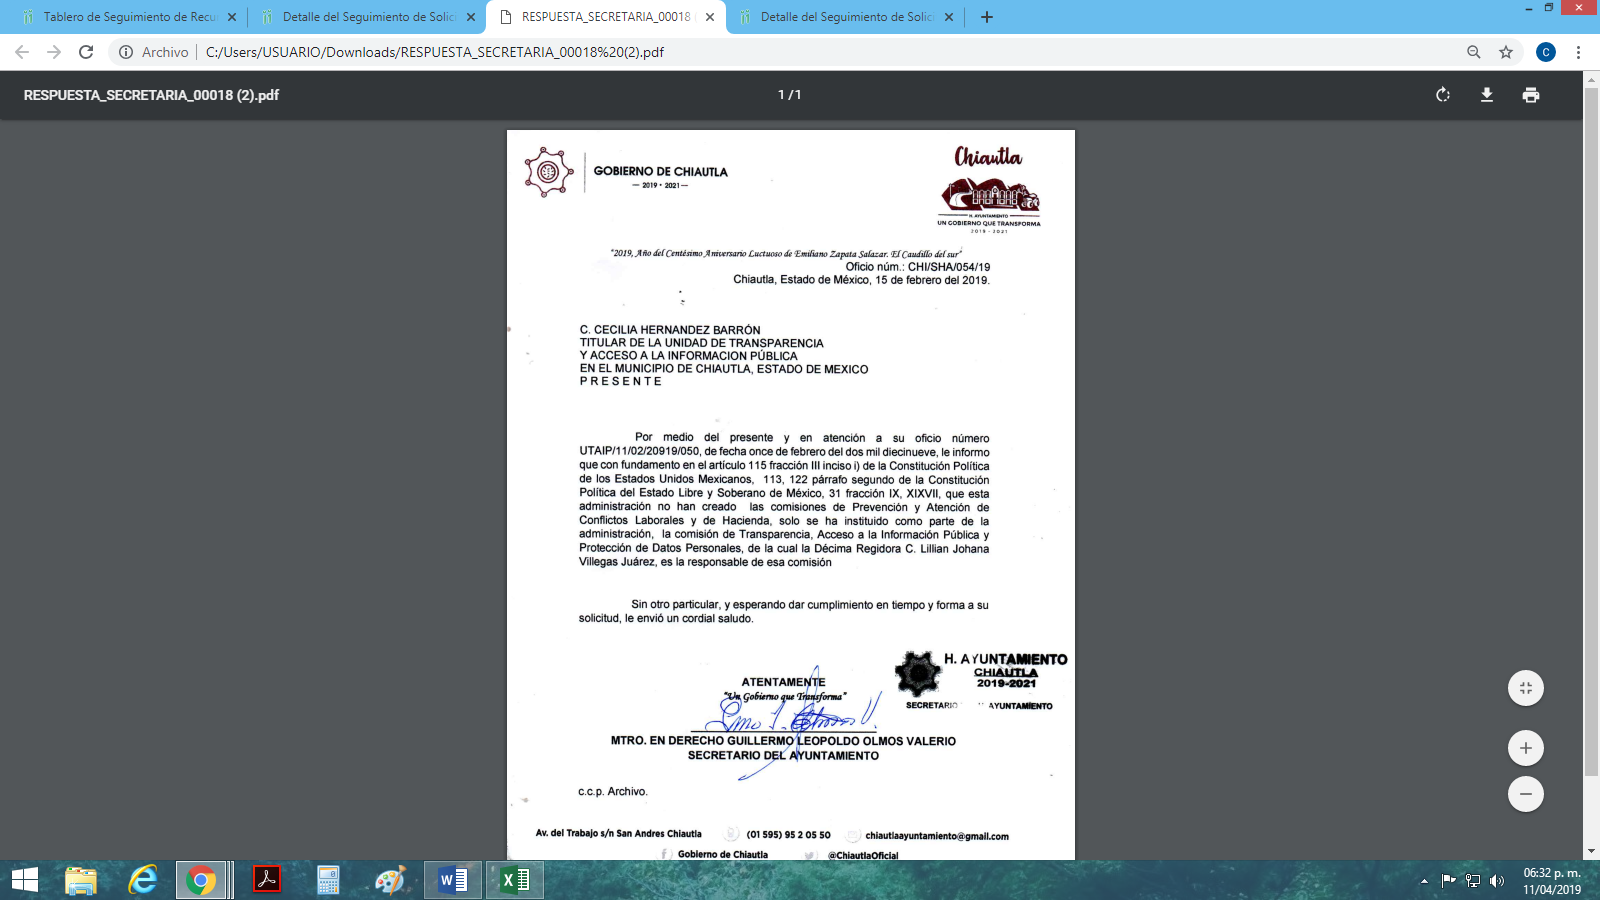 Tablero de Seguimiento de Recu
Detalle del Seguimiento de Solici
RESPUESTA_SECRETARIA_00018
Detalle del Seguimiento de Solici
Archivo
C:/Users/USUARIO/Downloads/RESPUESTA_SECRETARIA_00018%20(2).pdf
C
RESPUESTA_SECRETARIA_00018 (2).pdf
1 / 1
GOBIERNO DE CHIAUTLA
— 2019 • 2021 —
Chiautla
H. AYUNTAMIENTO
UN GOBIERNO QUE TRANSFORMA
2019 - 2021
"2019, Año del Centésimo Aniversario Luctuoso de Emiliano Zapata Salazar. El Caudillo del sur"
Oficio núm.: CHI/SHA/054/19
Chiautla, Estado de México, 15 de febrero del 2019.
C. CECILIA HERNANDEZ BARRÓN
TITULAR DE LA UNIDAD DE TRANSPARENCIA
Y ACCESO A LA INFORMACION PÚBLICA
EN EL MUNICIPIO DE CHIAUTLA, ESTADO DE MEXICO
P R E S E N T E
Por medio del presente y en atención a su oficio número
UTAIP/11/02/20919/050, de fecha once de febrero del dos mil diecinueve, le informo
que con fundamento en el artículo 115 fracción III inciso i) de la Constitución Política
de los Estados Unidos Mexicanos, 113, 122 párrafo segundo de la Constitución
Política del Estado Libre y Soberano de México, 31 fracción IX, XIXVII, que esta
administración no han creado las comisiones de Prevención y Atención de
Conflictos Laborales y de Hacienda, solo se ha instituido como parte de la
administración, la comisión de Transparencia, Acceso a la Información Pública y
Protección de Datos Personales, de la cual la Décima Regidora C. Lillian Johana
Villegas Juárez, es la responsable de esa comisión
Sin otro particular, y esperando dar cumplimiento en tiempo y forma a su
solicitud, le envió un cordial saludo.
H. AYUNTAMIENTO
CHIAUTLA
2019-2021
SECRETARIO AYUNTAMIENTO
ATENTAMENTE
"Un Gobierno que Transforma"
MTRO. EN DERECHO GUILLERMO LEOPOLDO OLMOS VALERIO
SECRETARIO DEL AYUNTAMIENTO
c.c.p. Archivo.
Av. del Trabajo s/n San Andres Chiautla
(01 595) 95 2 05 50
chiautlaayuntamiento@gmail.com
Gobierno de Chiautla
@ChiautlaOficial
06:32 p. m.
11/04/2019